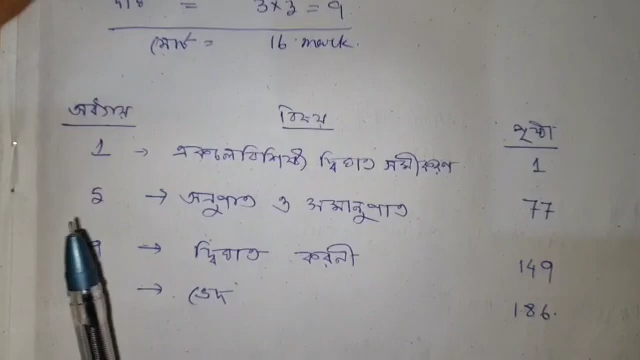 = 3×3 = 9
মোট = 16 mark.
অধ্যায় বিষয় পৃষ্ঠা
1 → একচলবিশিষ্ট দ্বিঘাত সমীকরণ 1
5 → অনুপাত ও সমানুপাত 77
→ দ্বিঘাত করণী 149
→ ভেদ 186.